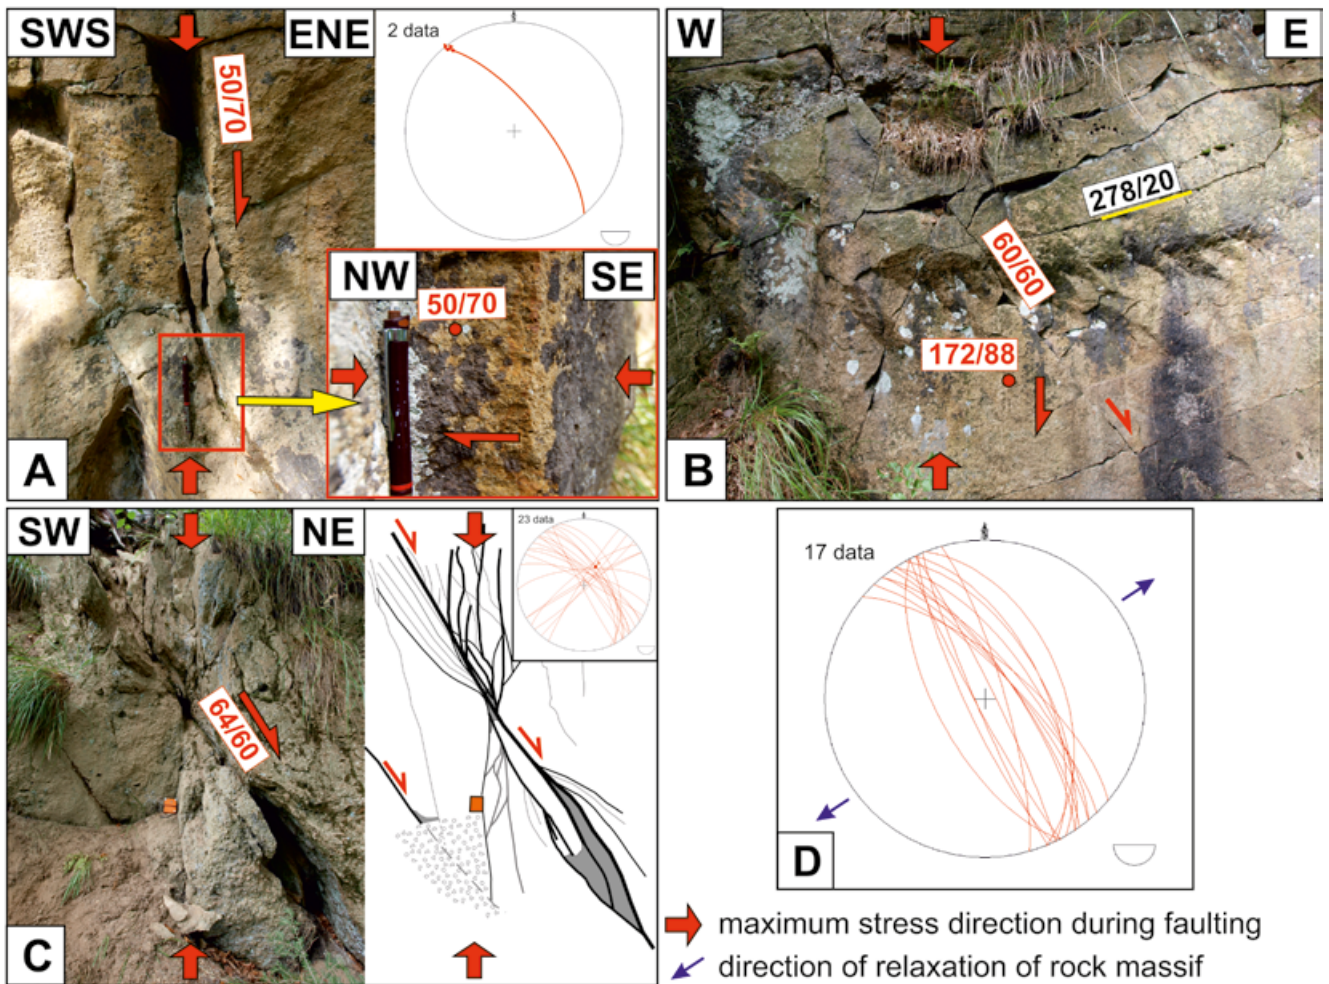 SWS
ENE
50/70
2 data
NW
SE
50/70
A
W
E
278/20
60/60
172/88
B
SW
NE
64/60
23 data
C
17 data
D
maximum stress direction during faulting
direction of relaxation of rock massif